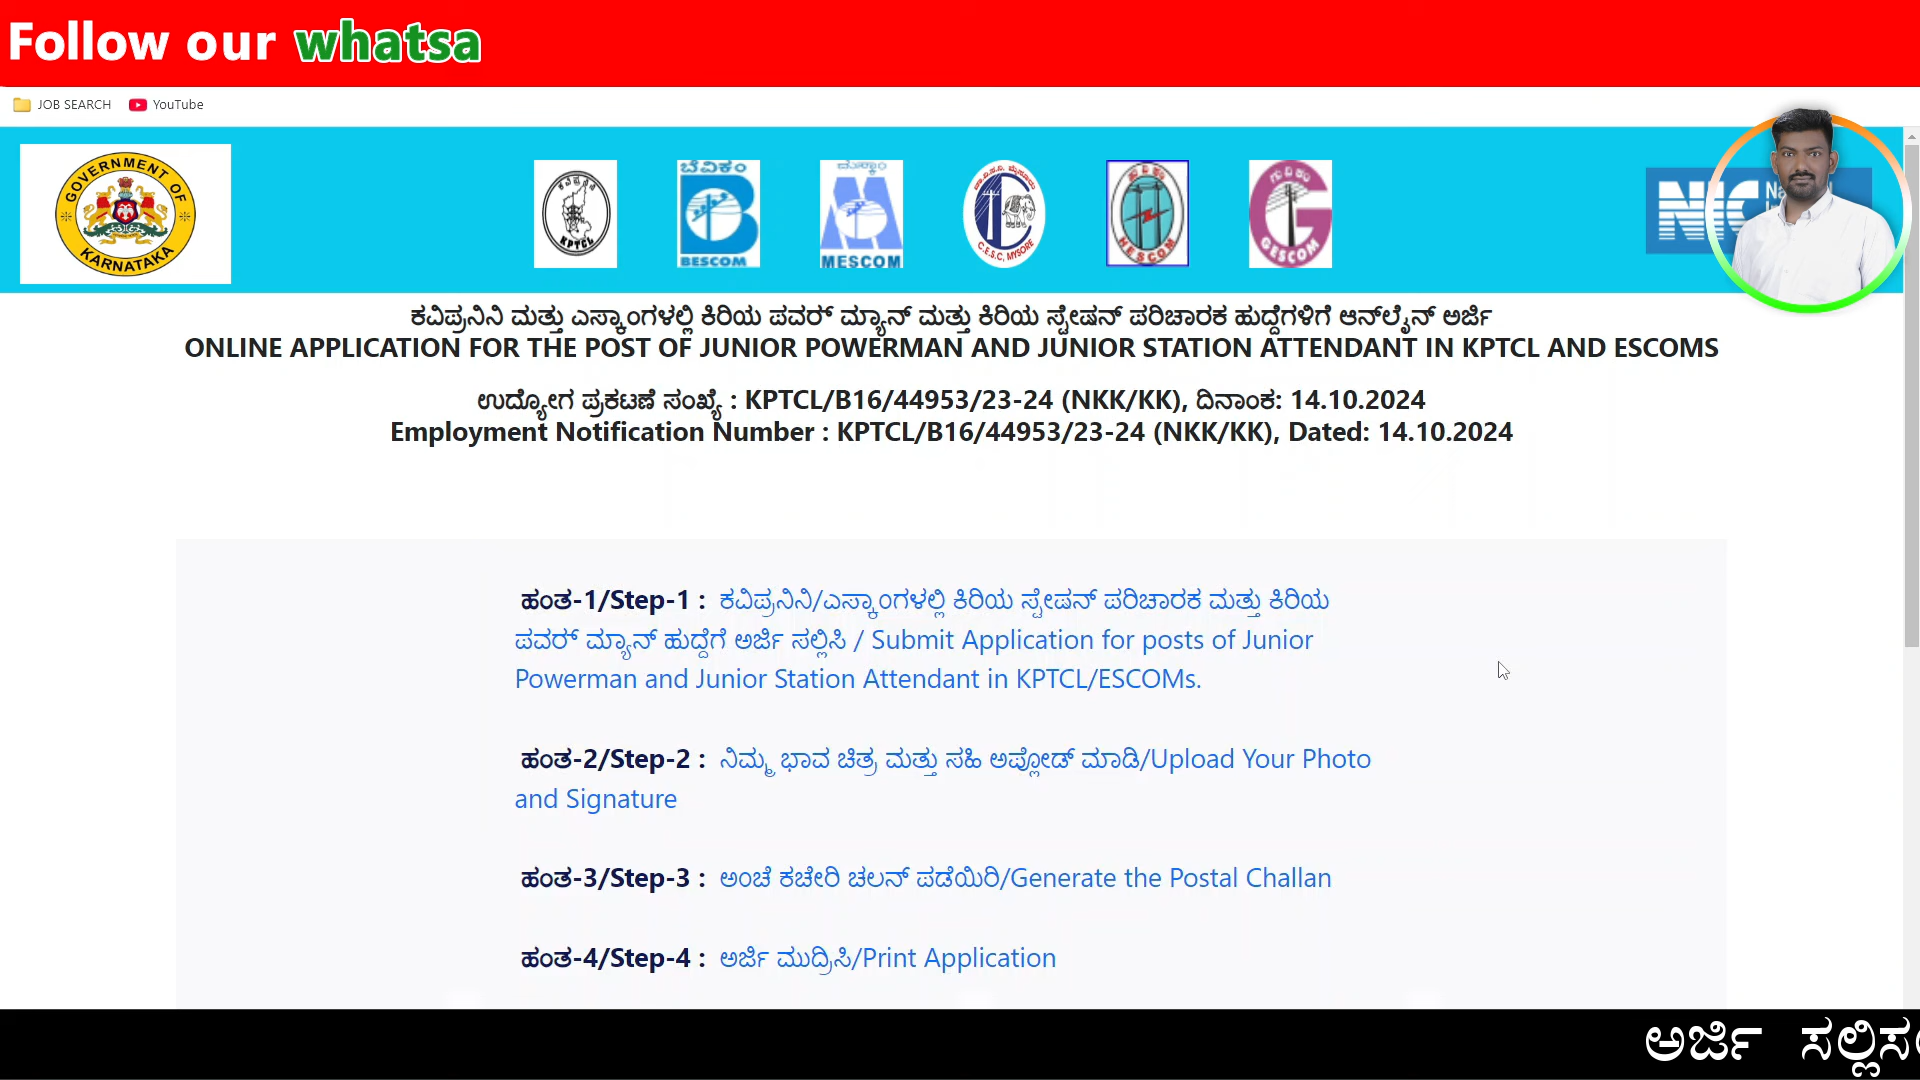 Follow our whatsa
JOB SEARCH YouTube
GOVERNMENT OF
KARNATAKA
KPTCL
ಬೆವಿಕಂ
BESCOM
MESCOM
C.E.S.C, MYSORE
HESCOM
GESCOM
NIC
ಕವಿಪ್ರನಿನಿ ಮತ್ತು ಎಸ್ಕಾಂಗಳಲ್ಲಿ ಕಿರಿಯ ಪವರ್ ಮ್ಯಾನ್ ಮತ್ತು ಕಿರಿಯ ಸ್ಟೇಷನ್ ಪರಿಚಾರಕ ಹುದ್ದೆಗಳಿಗೆ ಆನ್‌ಲೈನ್ ಅರ್ಜಿ
ONLINE APPLICATION FOR THE POST OF JUNIOR POWERMAN AND JUNIOR STATION ATTENDANT IN KPTCL AND ESCOMS
ಉದ್ಯೋಗ ಪ್ರಕಟಣೆ ಸಂಖ್ಯೆ : KPTCL/B16/44953/23-24 (NKK/KK), ದಿನಾಂಕ: 14.10.2024
Employment Notification Number : KPTCL/B16/44953/23-24 (NKK/KK), Dated: 14.10.2024
ಹಂತ-1/Step-1 : ಕವಿಪ್ರನಿನಿ/ಎಸ್ಕಾಂಗಳಲ್ಲಿ ಕಿರಿಯ ಸ್ಟೇಷನ್ ಪರಿಚಾರಕ ಮತ್ತು ಕಿರಿಯ
ಪವರ್ ಮ್ಯಾನ್ ಹುದ್ದೆಗೆ ಅರ್ಜಿ ಸಲ್ಲಿಸಿ / Submit Application for posts of Junior
Powerman and Junior Station Attendant in KPTCL/ESCOMs.
ಹಂತ-2/Step-2 : ನಿಮ್ಮ ಭಾವ ಚಿತ್ರ ಮತ್ತು ಸಹಿ ಅಪ್ಲೋಡ್ ಮಾಡಿ/Upload Your Photo
and Signature
ಹಂತ-3/Step-3 : ಅಂಚೆ ಕಚೇರಿ ಚಲನ್ ಪಡೆಯಿರಿ/Generate the Postal Challan
ಹಂತ-4/Step-4 : ಅರ್ಜಿ ಮುದ್ರಿಸಿ/Print Application
ಅರ್ಜಿ ಸಲ್ಲಿಸ